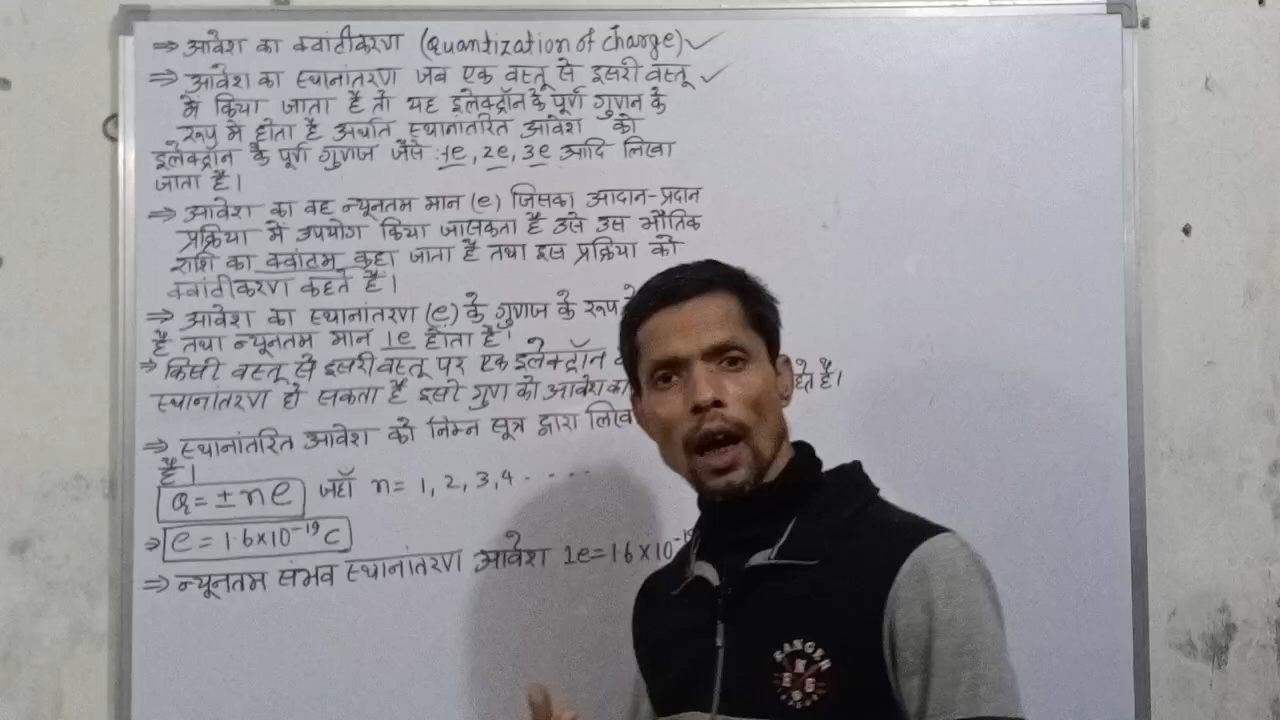 ⇒ आवेश का क्वांटीकरण (Quantization of Charge) ✓
⇒ आवेश का स्थानांतरण जब एक वस्तू से दूसरी वस्तू ✓
में किया जाता है तो यह इलेक्ट्रॉन के पूर्ण गुणन के
रूप में होता है अर्थात स्थानांतरित आवेश को
इलेक्ट्रॉन के पूर्ण गुणज जैसे :1e, 2e, 3e आदि लिखा
जाता है।
⇒ आवेश का वह न्यूनतम मान (e) जिसका आदान-प्रदान
प्रक्रिया में उपयोग किया जासकता है उसे उस भौतिक
राशि का क्वांटम कहा जाता है तथा इस प्रक्रिया को
क्वांटीकरण कहते हैं।
⇒ आवेश का स्थानांतरण (e) के गुणज के रूप
है तथा न्यूनतम मान 1e होता है।
⇒ किसी वस्तू से दूसरी वस्तू पर एक इलेक्ट्रॉन
स्थानांतरण हो सकता है इसी गुण को आवेश का हते है।
⇒ स्थानांतरित आवेश को निम्न सूत्र द्वारा
है।
Q = ± ne जहाँ n = 1, 2, 3, 4 - - - -
⇒ e = 1.6×10⁻¹⁹ C
⇒ न्यूनतम संभव स्थानांतरण आवेश 1e = 1.6 × 10⁻¹⁹
RANGER